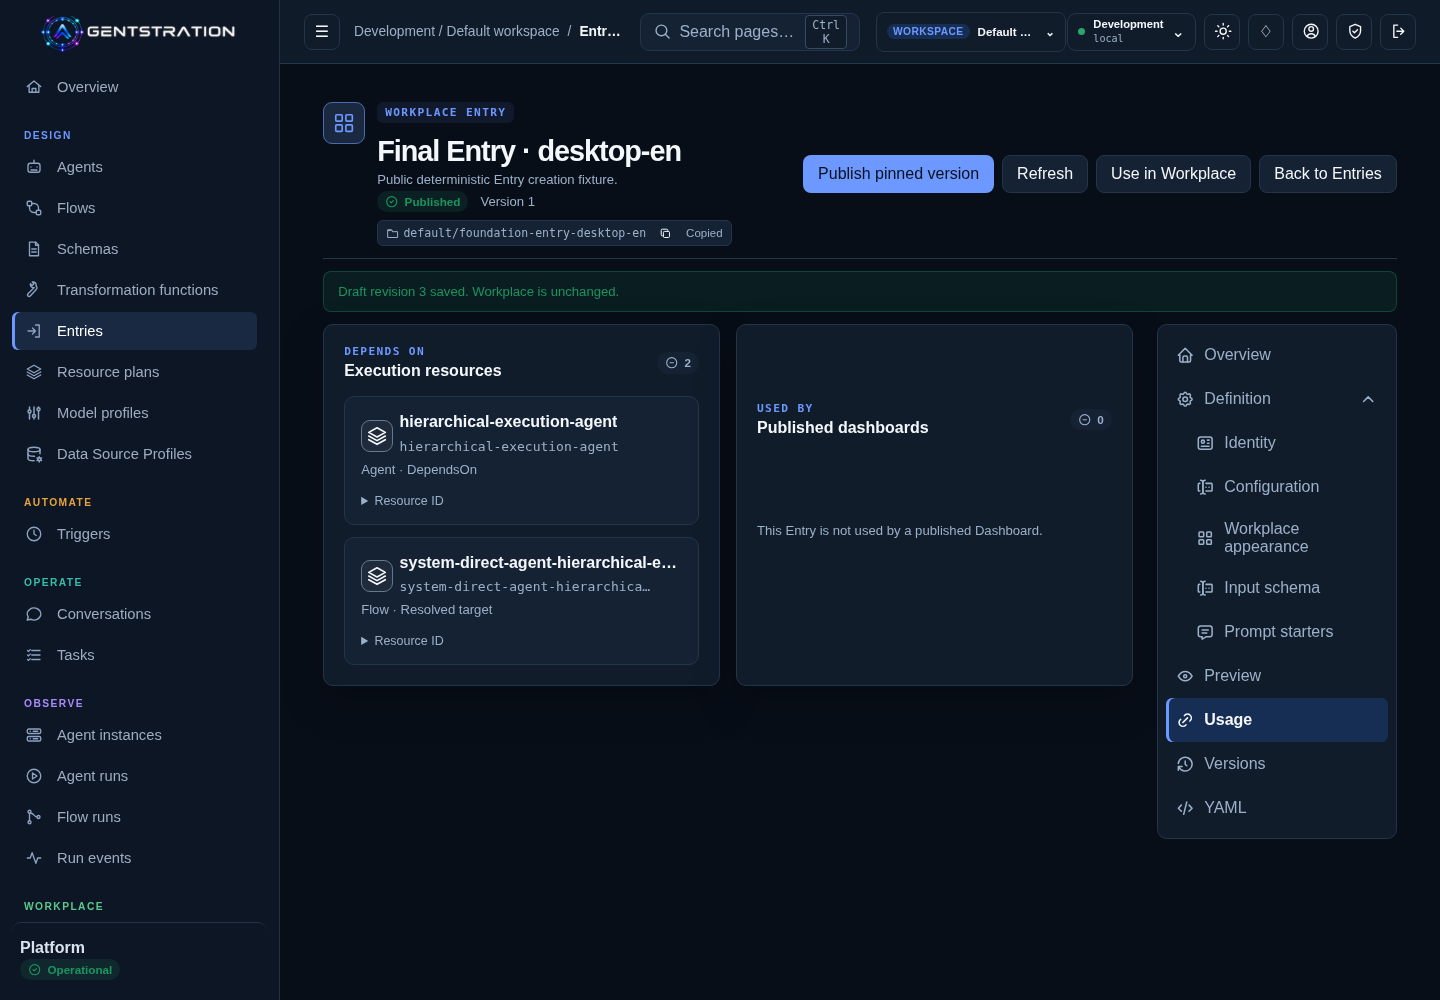 GENTSTRATION
Overview
DESIGN
Agents
Flows
Schemas
Transformation functions
Entries
Resource plans
Model profiles
Data Source Profiles
AUTOMATE
Triggers
OPERATE
Conversations
Tasks
OBSERVE
Agent instances
Agent runs
Flow runs
Run events
WORKPLACE
Platform
Operational
Development / Default workspace / Entr…
Search pages…
Ctrl
K
WORKSPACE Default …
Development
local
WORKPLACE ENTRY
Final Entry · desktop-en
Public deterministic Entry creation fixture.
Published Version 1
default/foundation-entry-desktop-en Copied
Publish pinned version
Refresh
Use in Workplace
Back to Entries
Draft revision 3 saved. Workplace is unchanged.
DEPENDS ON
Execution resources
2
hierarchical-execution-agent
hierarchical-execution-agent
Agent · DependsOn
Resource ID
system-direct-agent-hierarchical-e…
system-direct-agent-hierarchica…
Flow · Resolved target
Resource ID
USED BY
Published dashboards
0
This Entry is not used by a published Dashboard.
Overview
Definition
Identity
Configuration
Workplace
appearance
Input schema
Prompt starters
Preview
Usage
Versions
YAML